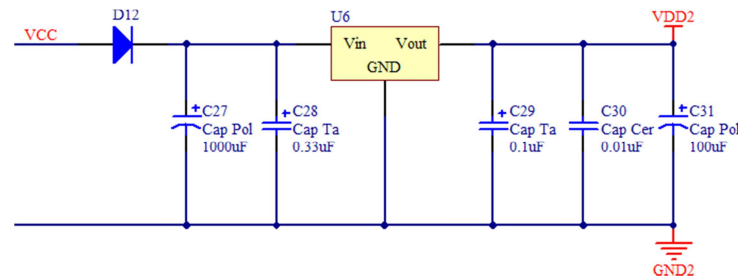 D12
U6
VDD2
VCC
Vin
Vout
GND
C27
Cap Pol
1000uF
C28
Cap Ta
0.33uF
C29
Cap Ta
0.1uF
C30
Cap Cer
0.01uF
C31
Cap Pol
100uF
GND2